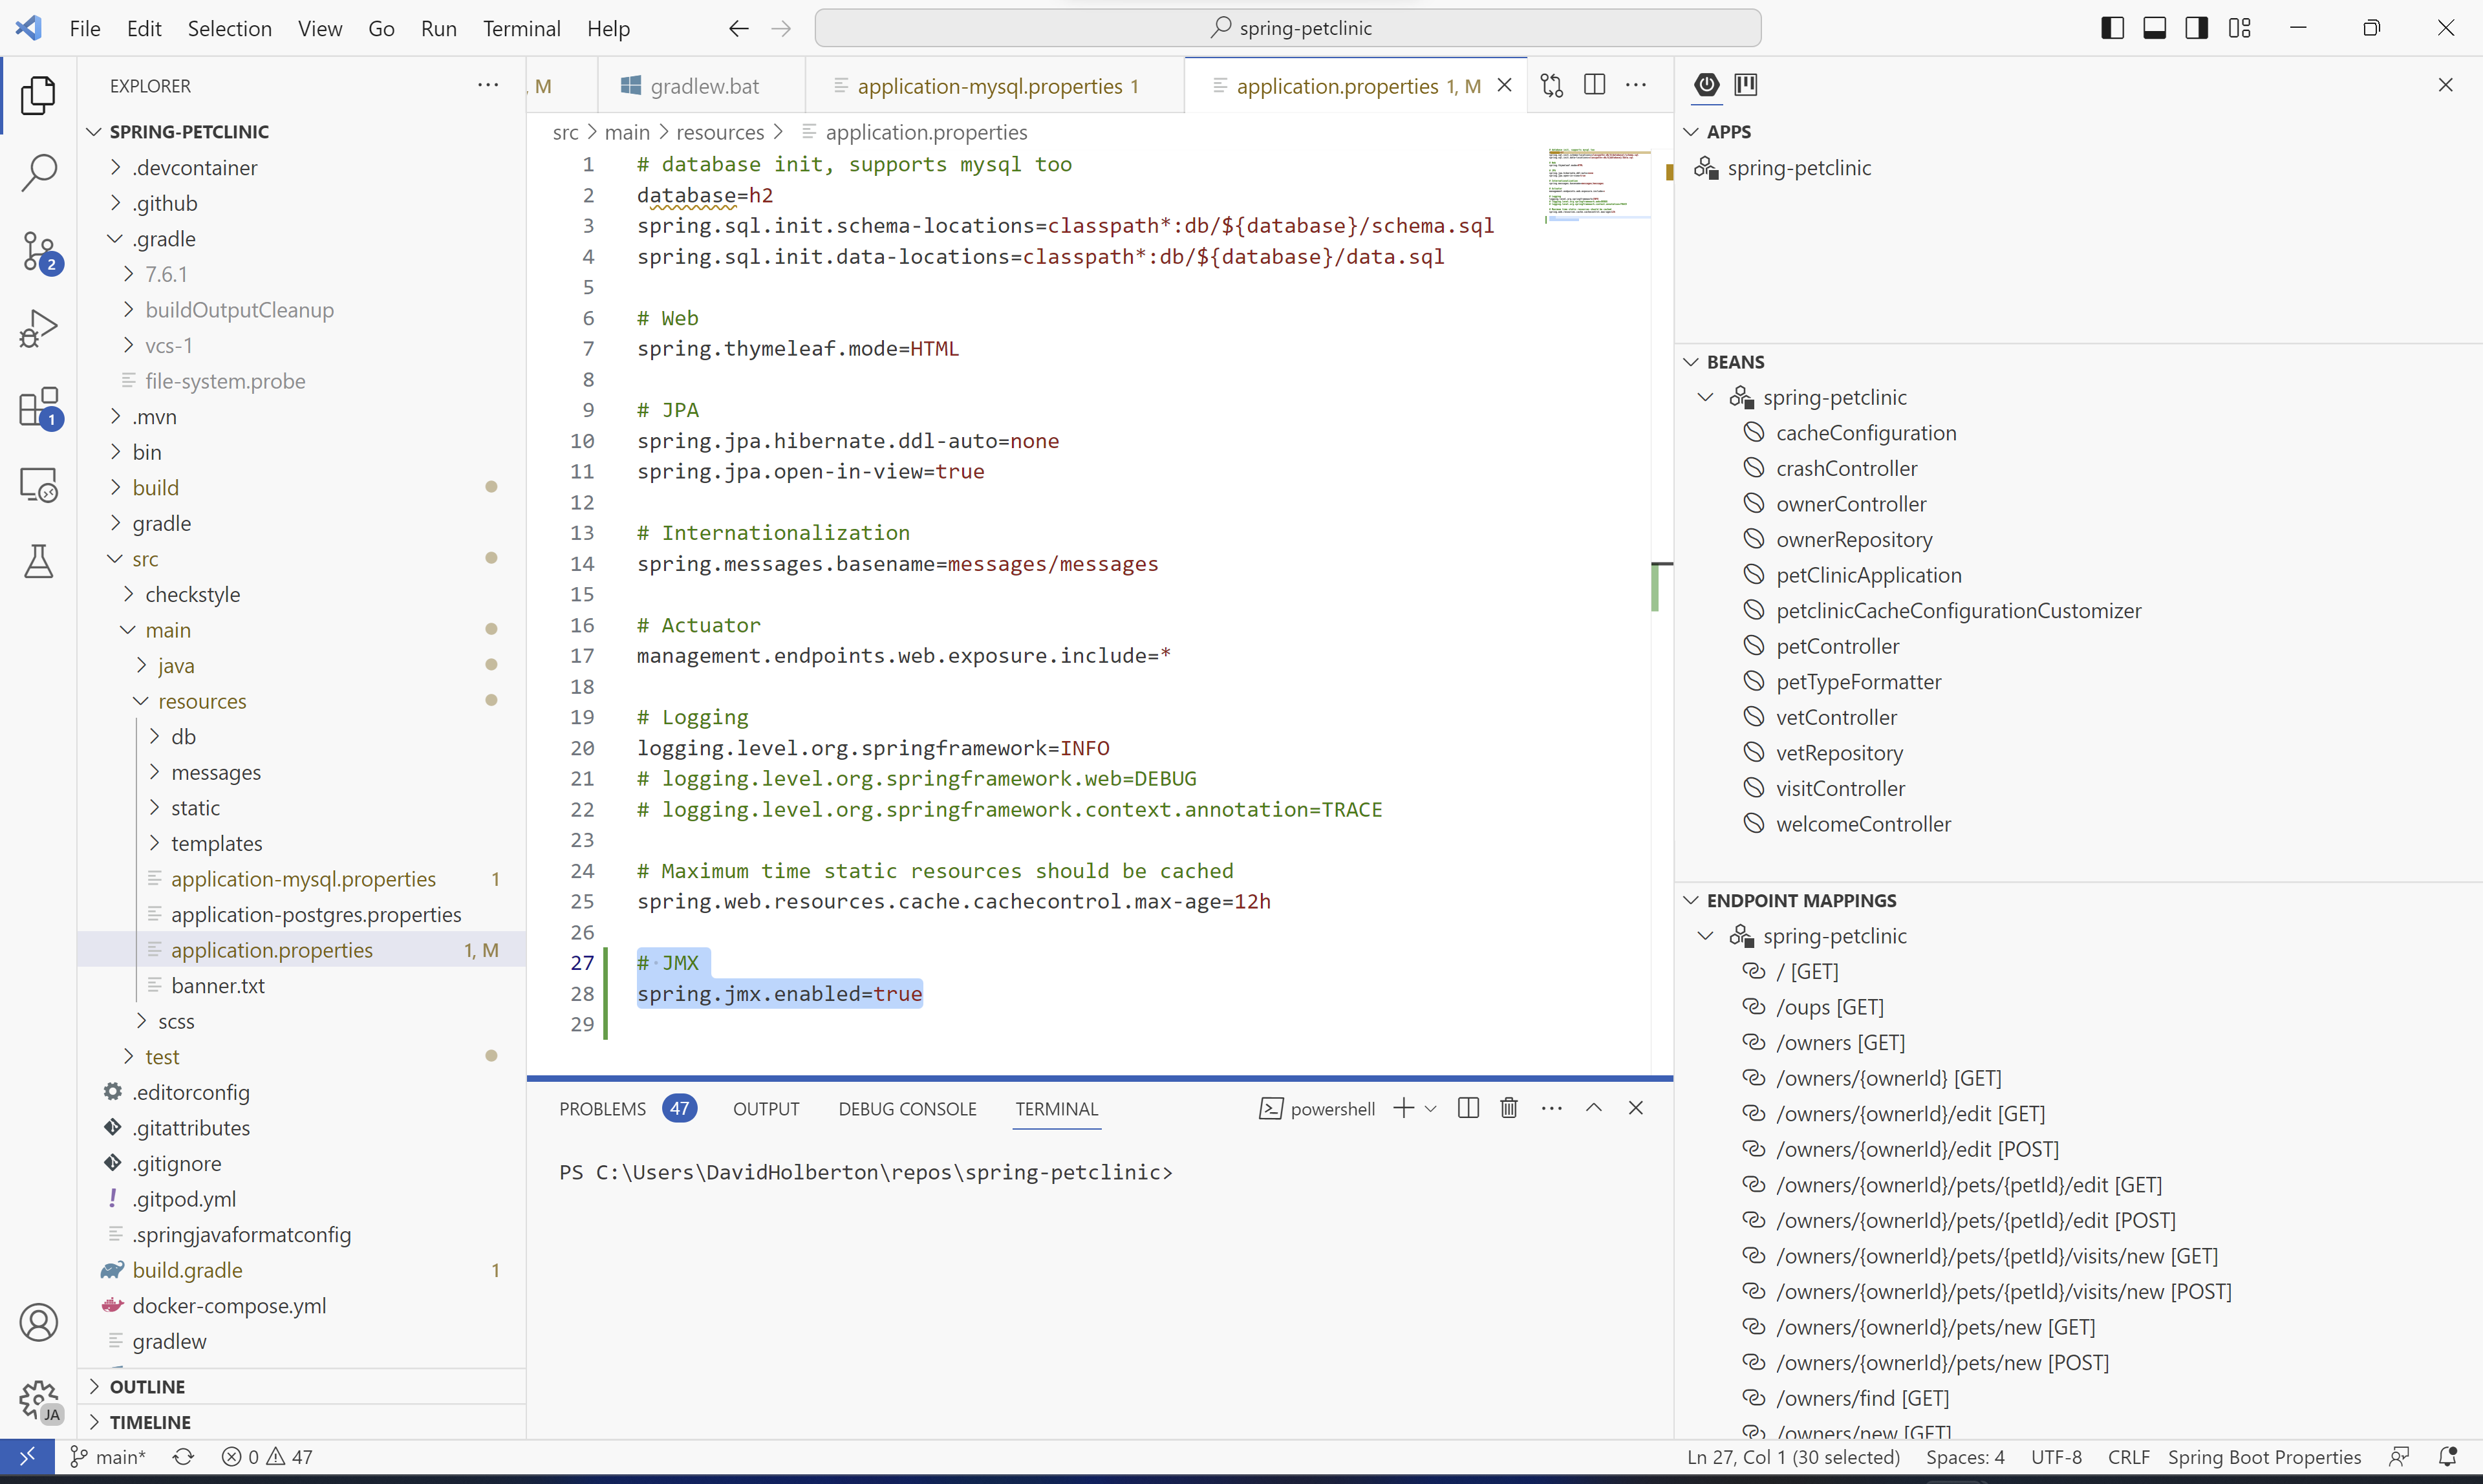 File Edit Selection View Go Run Terminal Help
spring-petclinic
EXPLORER
SPRING-PETCLINIC
.devcontainer
.github
.gradle
7.6.1
buildOutputCleanup
vcs-1
file-system.probe
.mvn
bin
build
gradle
src
checkstyle
main
java
resources
db
messages
static
templates
application-mysql.properties 1
application-postgres.properties
application.properties 1, M
banner.txt
scss
test
.editorconfig
.gitattributes
.gitignore
.gitpod.yml
.springjavaformatconfig
build.gradle 1
docker-compose.yml
gradlew
OUTLINE
TIMELINE
2
1
JA
, M
gradlew.bat
application-mysql.properties 1
application.properties 1, M
src > main > resources > application.properties
1 # database init, supports mysql too
2 database=h2
3 spring.sql.init.schema-locations=classpath*:db/${database}/schema.sql
4 spring.sql.init.data-locations=classpath*:db/${database}/data.sql
5
6 # Web
7 spring.thymeleaf.mode=HTML
8
9 # JPA
10 spring.jpa.hibernate.ddl-auto=none
11 spring.jpa.open-in-view=true
12
13 # Internationalization
14 spring.messages.basename=messages/messages
15
16 # Actuator
17 management.endpoints.web.exposure.include=*
18
19 # Logging
20 logging.level.org.springframework=INFO
21 # logging.level.org.springframework.web=DEBUG
22 # logging.level.org.springframework.context.annotation=TRACE
23
24 # Maximum time static resources should be cached
25 spring.web.resources.cache.cachecontrol.max-age=12h
26
27 # JMX
28 spring.jmx.enabled=true
29
PROBLEMS 47 OUTPUT DEBUG CONSOLE TERMINAL
powershell
PS C:\Users\DavidHolberton\repos\spring-petclinic>
APPS
spring-petclinic
BEANS
spring-petclinic
cacheConfiguration
crashController
ownerController
ownerRepository
petClinicApplication
petclinicCacheConfigurationCustomizer
petController
petTypeFormatter
vetController
vetRepository
visitController
welcomeController
ENDPOINT MAPPINGS
spring-petclinic
/ [GET]
/oups [GET]
/owners [GET]
/owners/{ownerId} [GET]
/owners/{ownerId}/edit [GET]
/owners/{ownerId}/edit [POST]
/owners/{ownerId}/pets/{petId}/edit [GET]
/owners/{ownerId}/pets/{petId}/edit [POST]
/owners/{ownerId}/pets/{petId}/visits/new [GET]
/owners/{ownerId}/pets/{petId}/visits/new [POST]
/owners/{ownerId}/pets/new [GET]
/owners/{ownerId}/pets/new [POST]
/owners/find [GET]
/owners/new [GET]
main* 0 47
Ln 27, Col 1 (30 selected) Spaces: 4 UTF-8 CRLF Spring Boot Properties